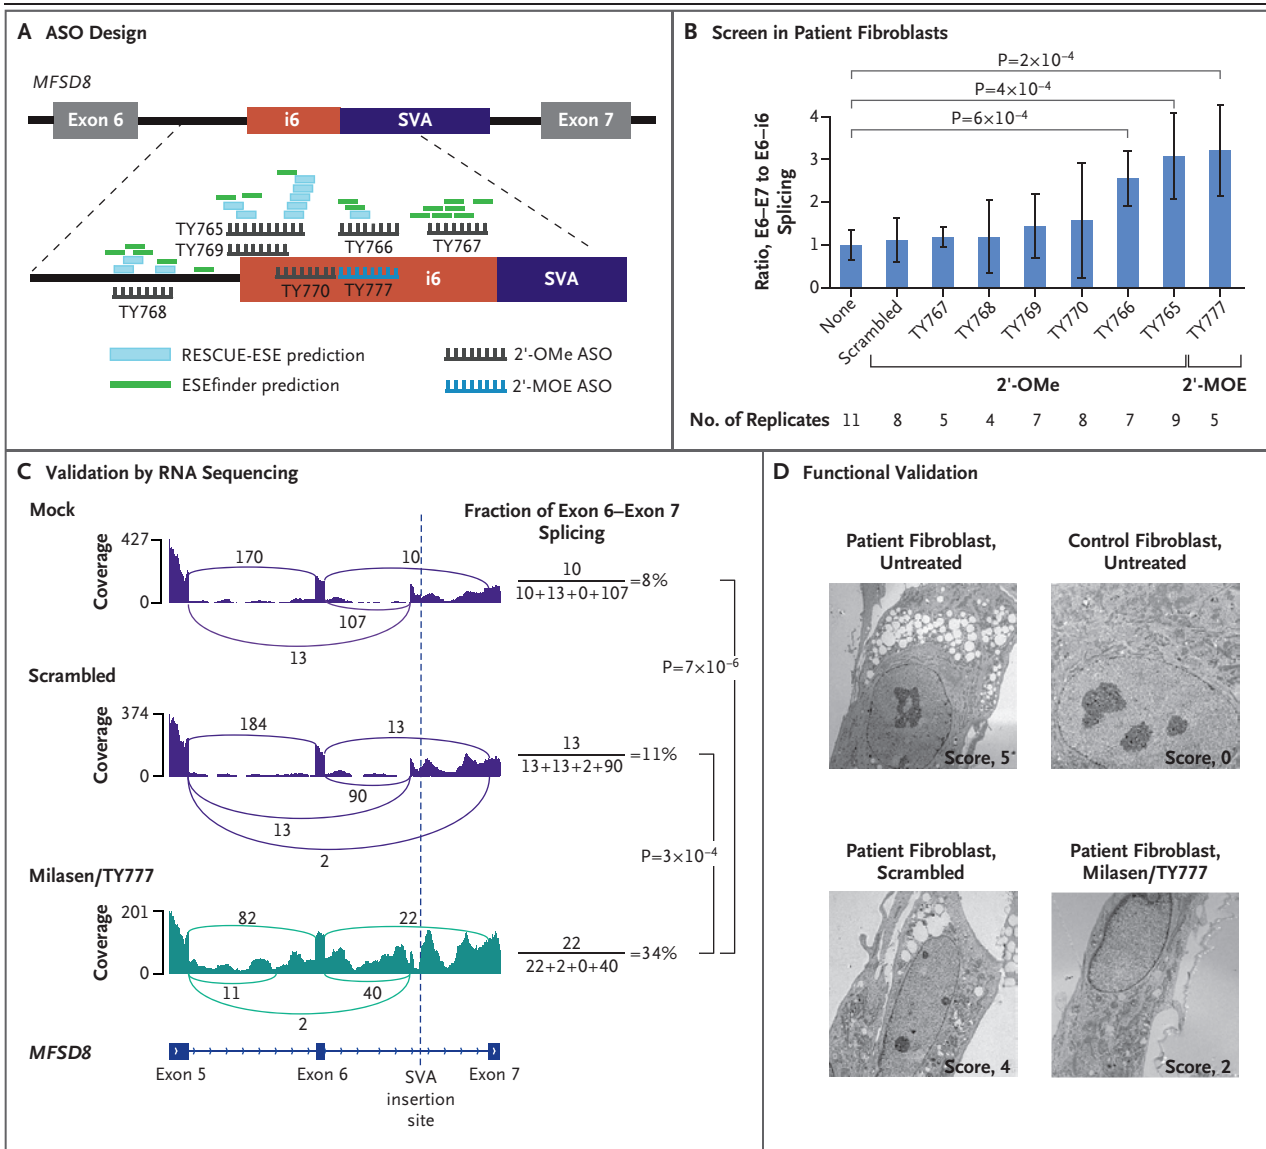 A ASO Design
MFSD8
Exon 6
i6
SVA
Exon 7
TY765
TY769
TY766
TY767
TY768
TY770
TY777
i6
SVA
RESCUE-ESE prediction
ESEfinder prediction
2'-OMe ASO
2'-MOE ASO
B Screen in Patient Fibroblasts
P=2×10⁻⁴
P=4×10⁻⁴
P=6×10⁻⁴
Ratio, E6–E7 to E6–i6
Splicing
4
3
2
1
0
None
Scrambled
TY767
TY768
TY769
TY770
TY766
TY765
TY777
2'-OMe
2'-MOE
No. of Replicates 11 8 5 4 7 8 7 9 5
C Validation by RNA Sequencing
Mock
Fraction of Exon 6–Exon 7
Splicing
Coverage
427
0
170
10
107
13
10
10+13+0+107
=8%
Scrambled
Coverage
374
0
184
13
90
13
2
13
13+13+2+90
=11%
P=7×10⁻⁶
P=3×10⁻⁴
Milasen/TY777
Coverage
201
0
82
22
11
40
2
22
22+2+0+40
=34%
MFSD8
Exon 5
Exon 6
SVA
insertion
site
Exon 7
D Functional Validation
Patient Fibroblast,
Untreated
Score, 5
Control Fibroblast,
Untreated
Score, 0
Patient Fibroblast,
Scrambled
Score, 4
Patient Fibroblast,
Milasen/TY777
Score, 2